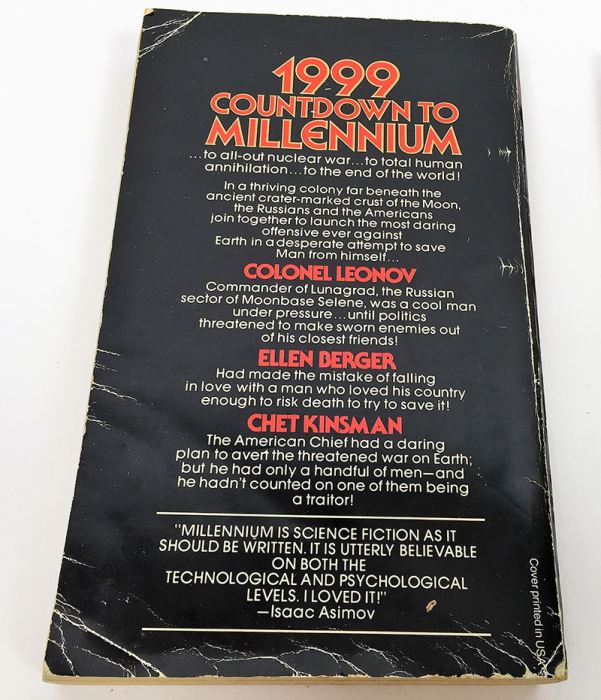 1999
COUNTDOWN TO
MILLENNIUM
...to all-out nuclear war...to total human
annihilation...to the end of the world!
In a thriving colony far beneath the
ancient crater-marked crust of the Moon,
the Russians and the Americans
join together to launch the most daring
offensive ever against
Earth in a desperate attempt to save
Man from himself...
COLONEL LEONOV
Commander of Lunagrad, the Russian
sector of Moonbase Selene, was a cool man
under pressure...until politics
threatened to make sworn enemies out
of his closest friends!
ELLEN BERGER
Had made the mistake of falling
in love with a man who loved his country
enough to risk death to try to save it!
CHET KINSMAN
The American Chief had a daring
plan to avert the threatened war on Earth;
but he had only a handful of men—and
he hadn't counted on one of them being
a traitor!
"MILLENNIUM IS SCIENCE FICTION AS IT
SHOULD BE WRITTEN. IT IS UTTERLY BELIEVABLE
ON BOTH THE
TECHNOLOGICAL AND PSYCHOLOGICAL
LEVELS. I LOVED IT!"
—Isaac Asimov
Cover printed in USA